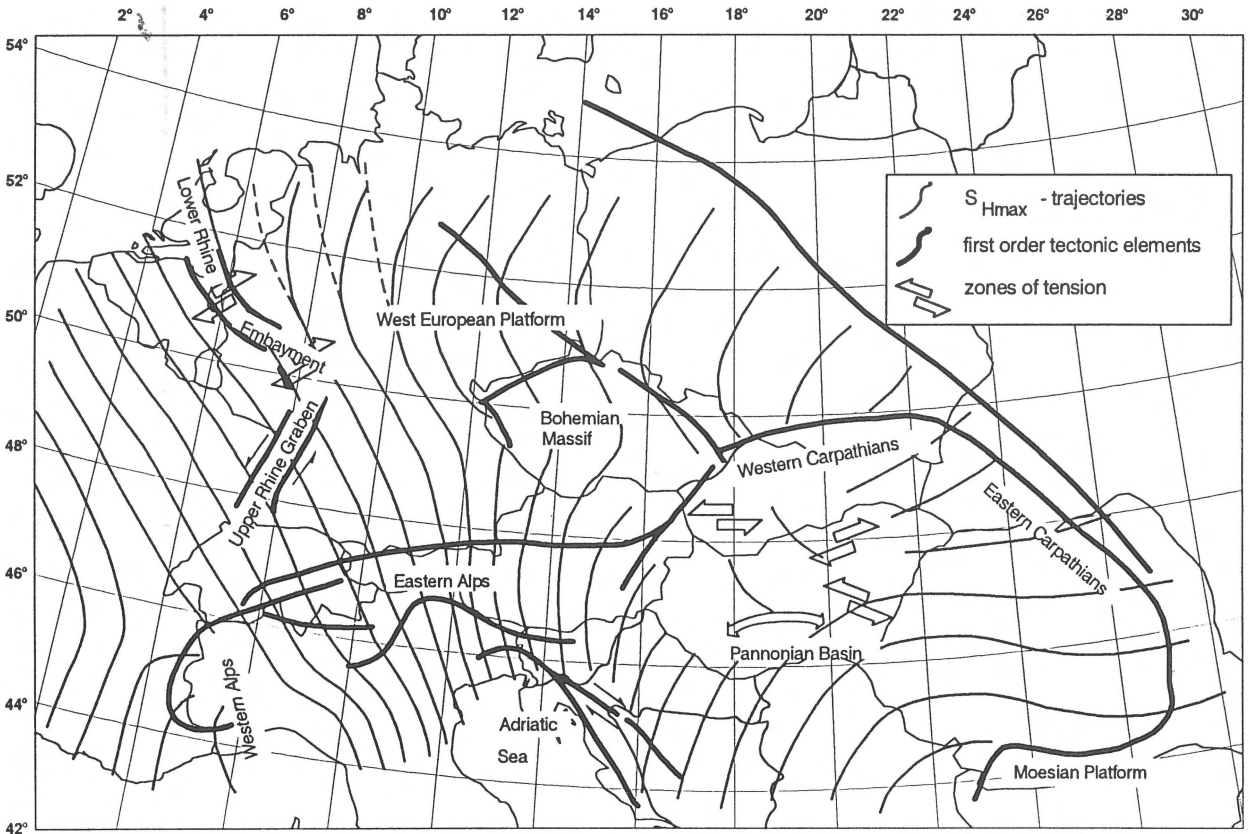 2° 4° 6° 8° 10° 12° 14° 16° 18° 20° 22° 24° 26° 28° 30°
54°
52°
50°
48°
46°
44°
42°
S Hmax - trajectories
first order tectonic elements
zones of tension
Lower Rhine
Embayment
West European Platform
Bohemian
Massif
Upper Rhine Graben
Western Carpathians
Eastern Carpathians
Eastern Alps
Pannonian Basin
Western Alps
Adriatic
Sea
Moesian Platform